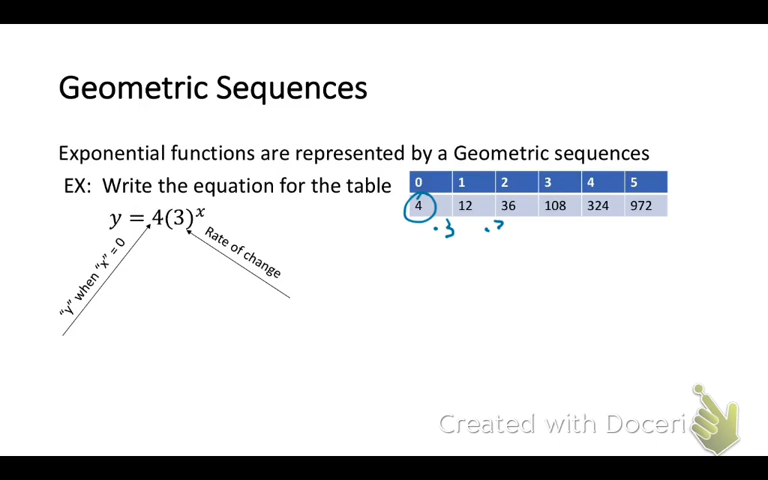 Geometric Sequences
Exponential functions are represented by a Geometric sequences
EX: Write the equation for the table
0 1 2 3 4 5
4 12 36 108 324 972
y = 4(3)^x
·3
"y" when "x" = 0
Rate of change
Created with Doceri